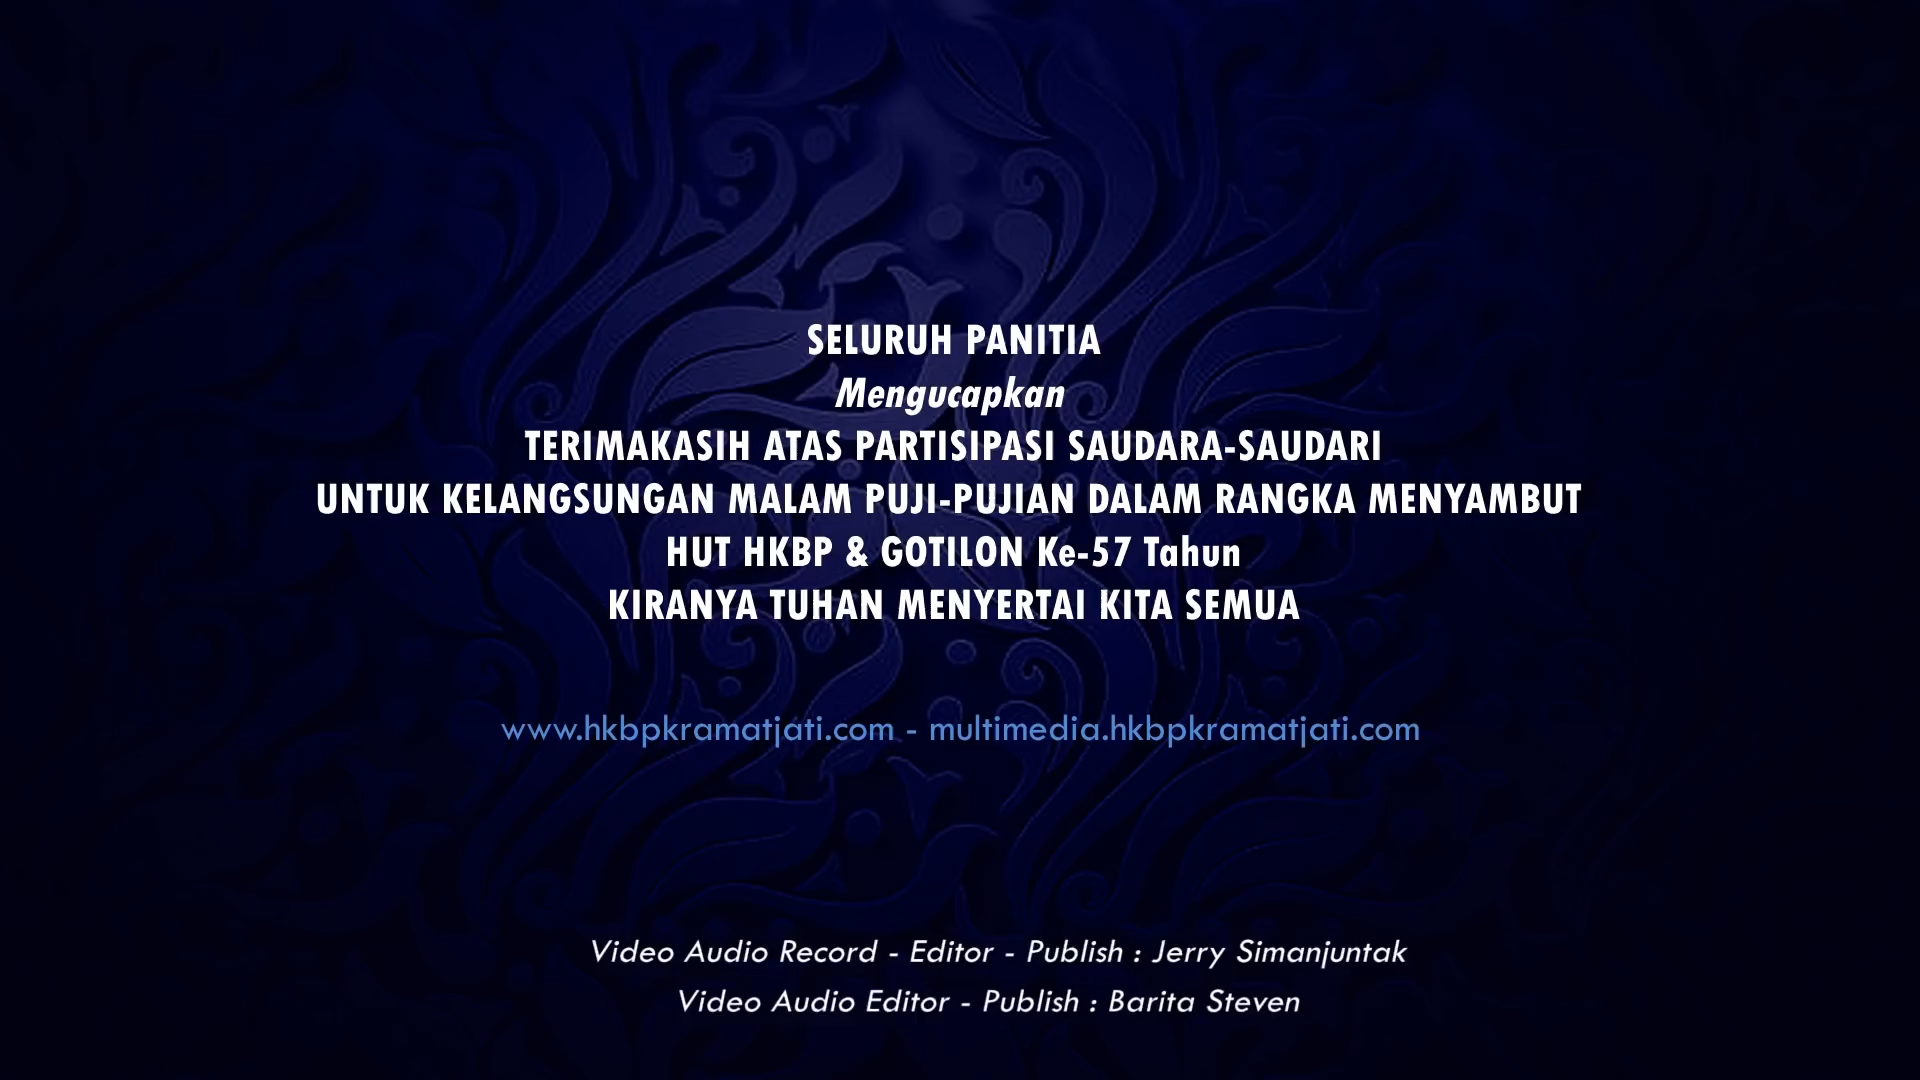 SELURUH PANITIA
Mengucapkan
TERIMAKASIH ATAS PARTISIPASI SAUDARA-SAUDARI
UNTUK KELANGSUNGAN MALAM PUJI-PUJIAN DALAM RANGKA MENYAMBUT
HUT HKBP & GOTILON Ke-57 Tahun
KIRANYA TUHAN MENYERTAI KITA SEMUA
www.hkbpkramatjati.com - multimedia.hkbpkramatjati.com
Video Audio Record - Editor - Publish : Jerry Simanjuntak
Video Audio Editor - Publish : Barita Steven